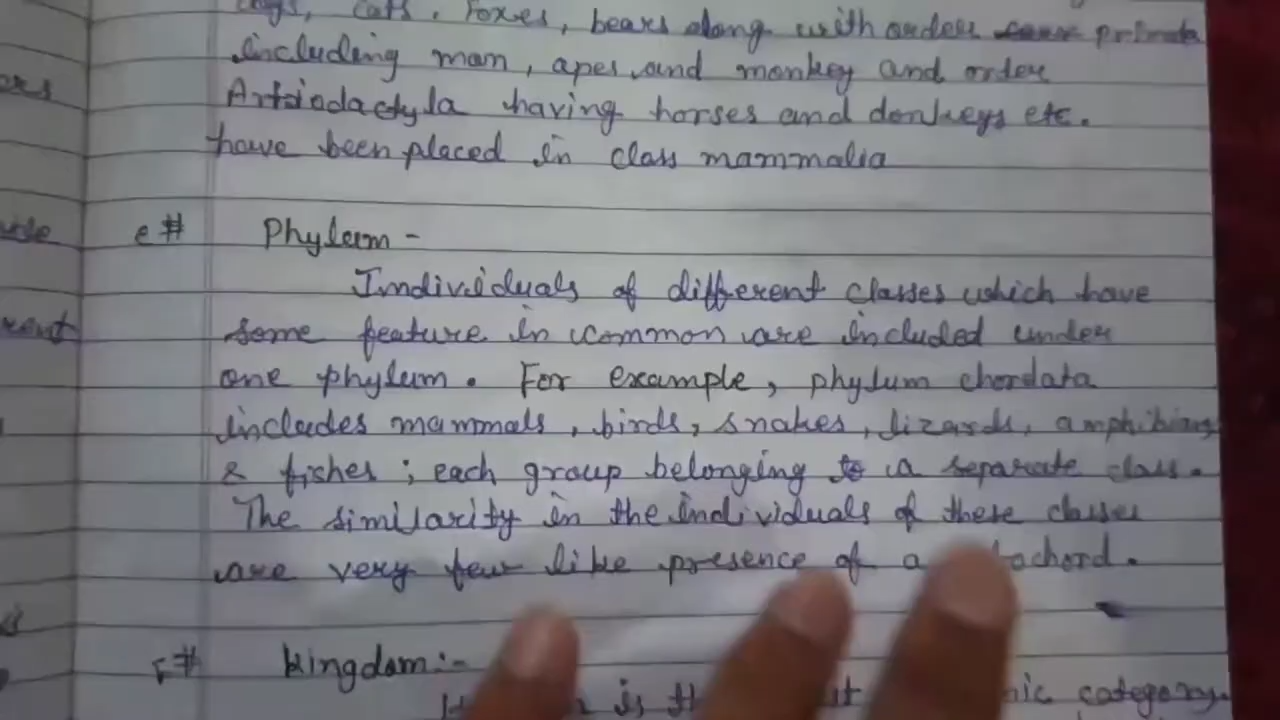 cats, Foxes, bears along with order primata
including man, apes and monkey and order
Artiodactyla having horses and donkeys etc.
have been placed in class mammalia
e# Phylum -
Individuals of different classes which have
some feature in common are included under
one phylum. For example, phylum chordata
includes mammals, birds, snakes, lizards, amphibians
& fishes ; each group belonging to a separate class.
The similarity in the individuals of these classes
are very few like presence of a
F# Kingdom:-
is category.